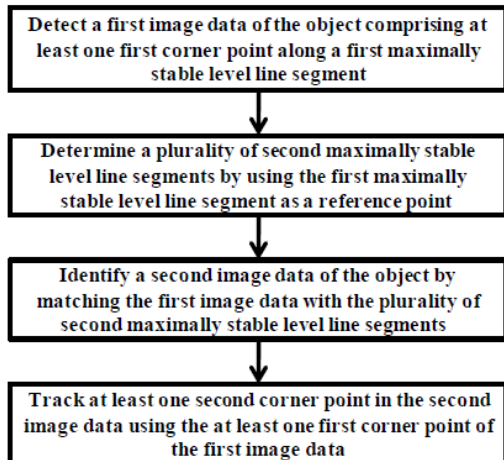 Detect a first image data of the object comprising at
least one first corner point along a first maximally
stable level line segment
Determine a plurality of second maximally stable
level line segments by using the first maximally
stable level line segment as a reference point
Identify a second image data of the object by
matching the first image data with the plurality of
second maximally stable level line segments
Track at least one second corner point in the second
image data using the at least one first corner point of
the first image data